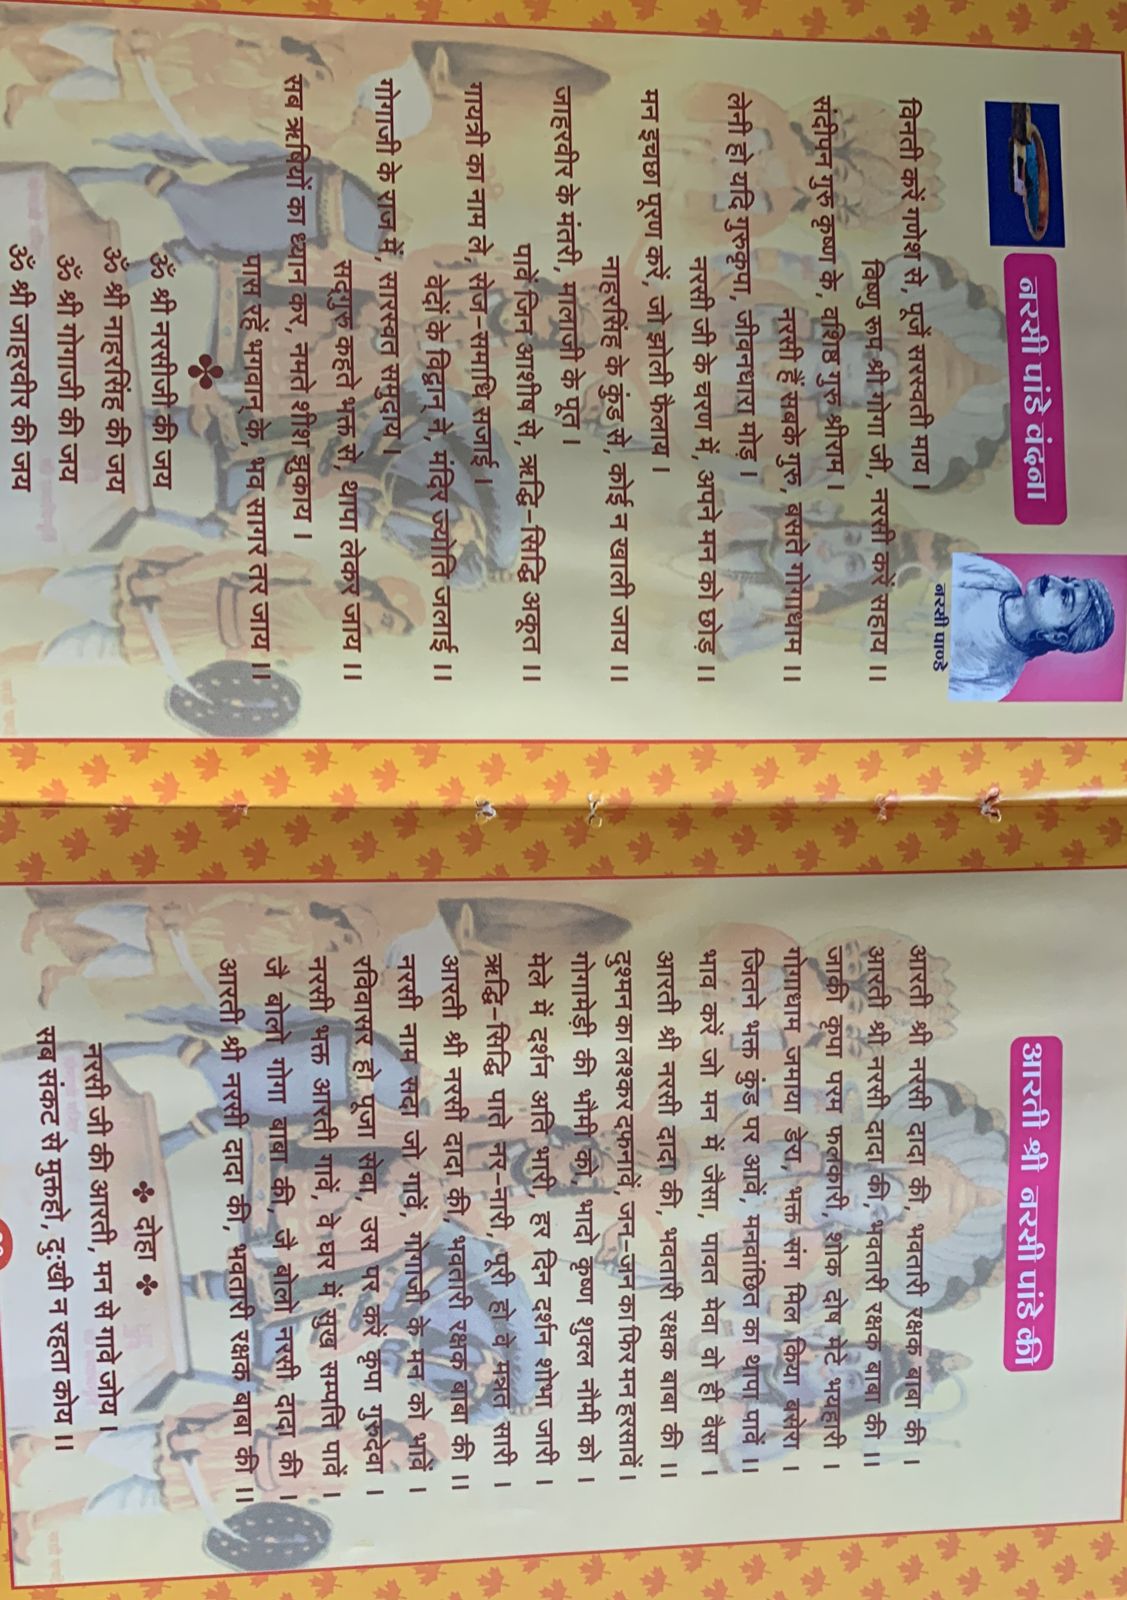 नरसी पांडे वंदना
नरसी पाण्डे
विनती करें गणेश से, पूजें सरस्वती माय।
विष्णु रूप श्री गोगा जी, नरसी करें सहाय।।
संदीपन गुरु कृष्ण के, वशिष्ठ गुरु श्रीराम।
नरसी हैं सबके गुरु, बसते गोगाधाम।।
लेनी हो यदि गुरुकृपा, जीवनधारा मोड़।
नरसी जी के चरण में, अपने मन को छोड़।।
मन इच्छा पूरण करें, जो झोली फैलाय।
नाहरसिंह के कुंड से, कोई न खाली जाय।।
जाहरवीर के मंतरी, मालाजी के पूत।
पावें जिन आशीष से, ऋद्धि-सिद्धि अकूत।।
गायत्री का नाम ले, सेज-समाधि सजाई।
वेदों के विद्वान् ने, मंदिर ज्योति जलाई।।
गोगाजी के राज में, सारस्वत समुदाय।
सद्गुरु कहते भक्त से, धागा लेकर जाय।।
सब ऋषियों का ध्यान कर, नमते शीश झुकाय।
पास रहें भगवान् के, भव सागर तर जाय।।
ॐ श्री नरसीजी की जय
ॐ श्री नाहरसिंह की जय
ॐ श्री गोगाजी की जय
ॐ श्री जाहरवीर की जय
आरती श्री नरसी पांडे की
आरती श्री नरसी दादा की, भवतारी रक्षक बाबा की।
आरती श्री नरसी दादा की, भवतारी रक्षक बाबा की।।
जाकी कृपा परम फलकारी, शोक दोष मेटे भयहारी।
गोगाधाम जमाया डेरा, भक्त संग मिल किया बसेरा।
जितने भक्त कुंड पर आवें, मनवांछित का धागा पावें।।
भाव करें जो मन में जैसा, पावत मेवा वो ही वैसा।
आरती श्री नरसी दादा की, भवतारी रक्षक बाबा की।।
दुश्मन का लश्कर दफनावें, जन-जन का फिर मन हरसावें।
गोगामेड़ी की भौमी को, भादो कृष्ण शुक्ल नौमी को।
मेले में दर्शन अति भारी, हर दिन दर्शन शोभा जारी।
ऋद्धि-सिद्धि पाते नर-नारी, पूरी हो वे मन्नत सारी।
आरती श्री नरसी दादा की, भवतारी रक्षक बाबा की।।
नरसी नाम सदा जो गावें, गोगाजी के मन को भावें।
रविवासर हो पूजा सेवा, उस पर करें कृपा गुरुदेवा।
नरसी भक्त आरती गावें, वे घर में सुख सम्पत्ति पावें।
जै बोलो गोगा बाबा की, जै बोलो नरसी दादा की।
आरती श्री नरसी दादा की, भवतारी रक्षक बाबा की।।
दोहा
नरसी जी की आरती, मन से गावे जोय।
सब संकट से मुक्त हो, दुःखी न रहता कोय।।